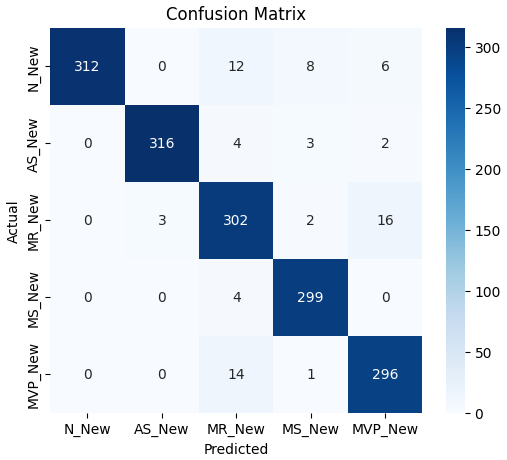 Confusion Matrix
N_New 312 0 12 8 6
AS_New 0 316 4 3 2
MR_New 0 3 302 2 16
MS_New 0 0 4 299 0
MVP_New 0 0 14 1 296
N_New AS_New MR_New MS_New MVP_New
Actual
Predicted
300
250
200
150
100
50
0